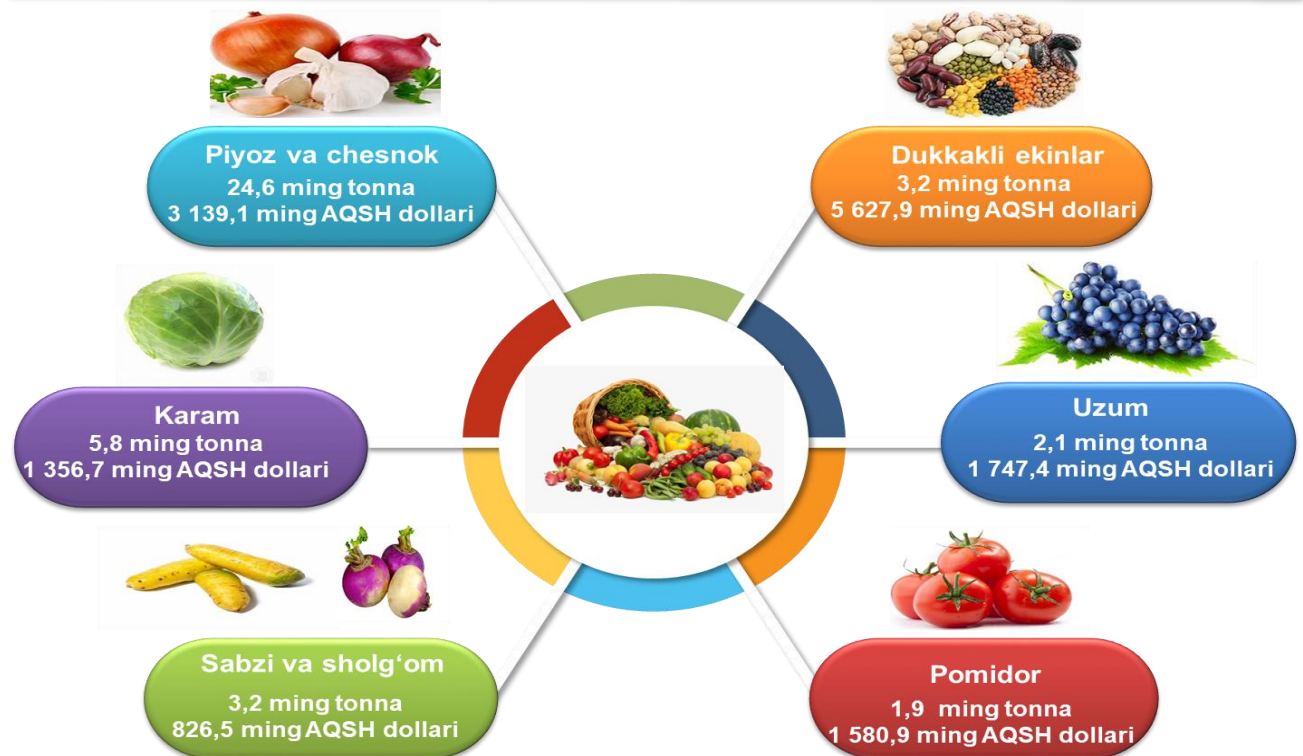 Piyoz va chesnok
24,6 ming tonna
3 139,1 ming AQSH dollari
Dukkakli ekinlar
3,2 ming tonna
5 627,9 ming AQSH dollari
Karam
5,8 ming tonna
1 356,7 ming AQSH dollari
Uzum
2,1 ming tonna
1 747,4 ming AQSH dollari
Sabzi va sholg‘om
3,2 ming tonna
826,5 ming AQSH dollari
Pomidor
1,9 ming tonna
1 580,9 ming AQSH dollari